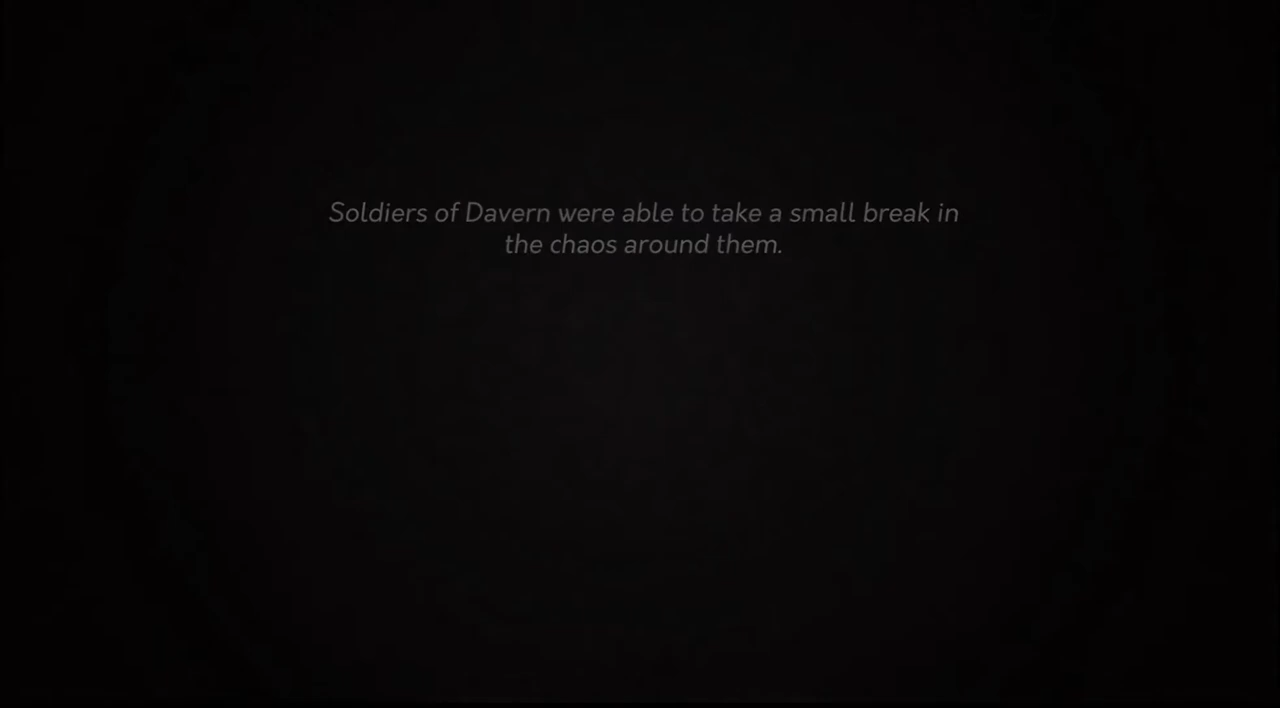 Soldiers of Davern were able to take a small break in
the chaos around them.